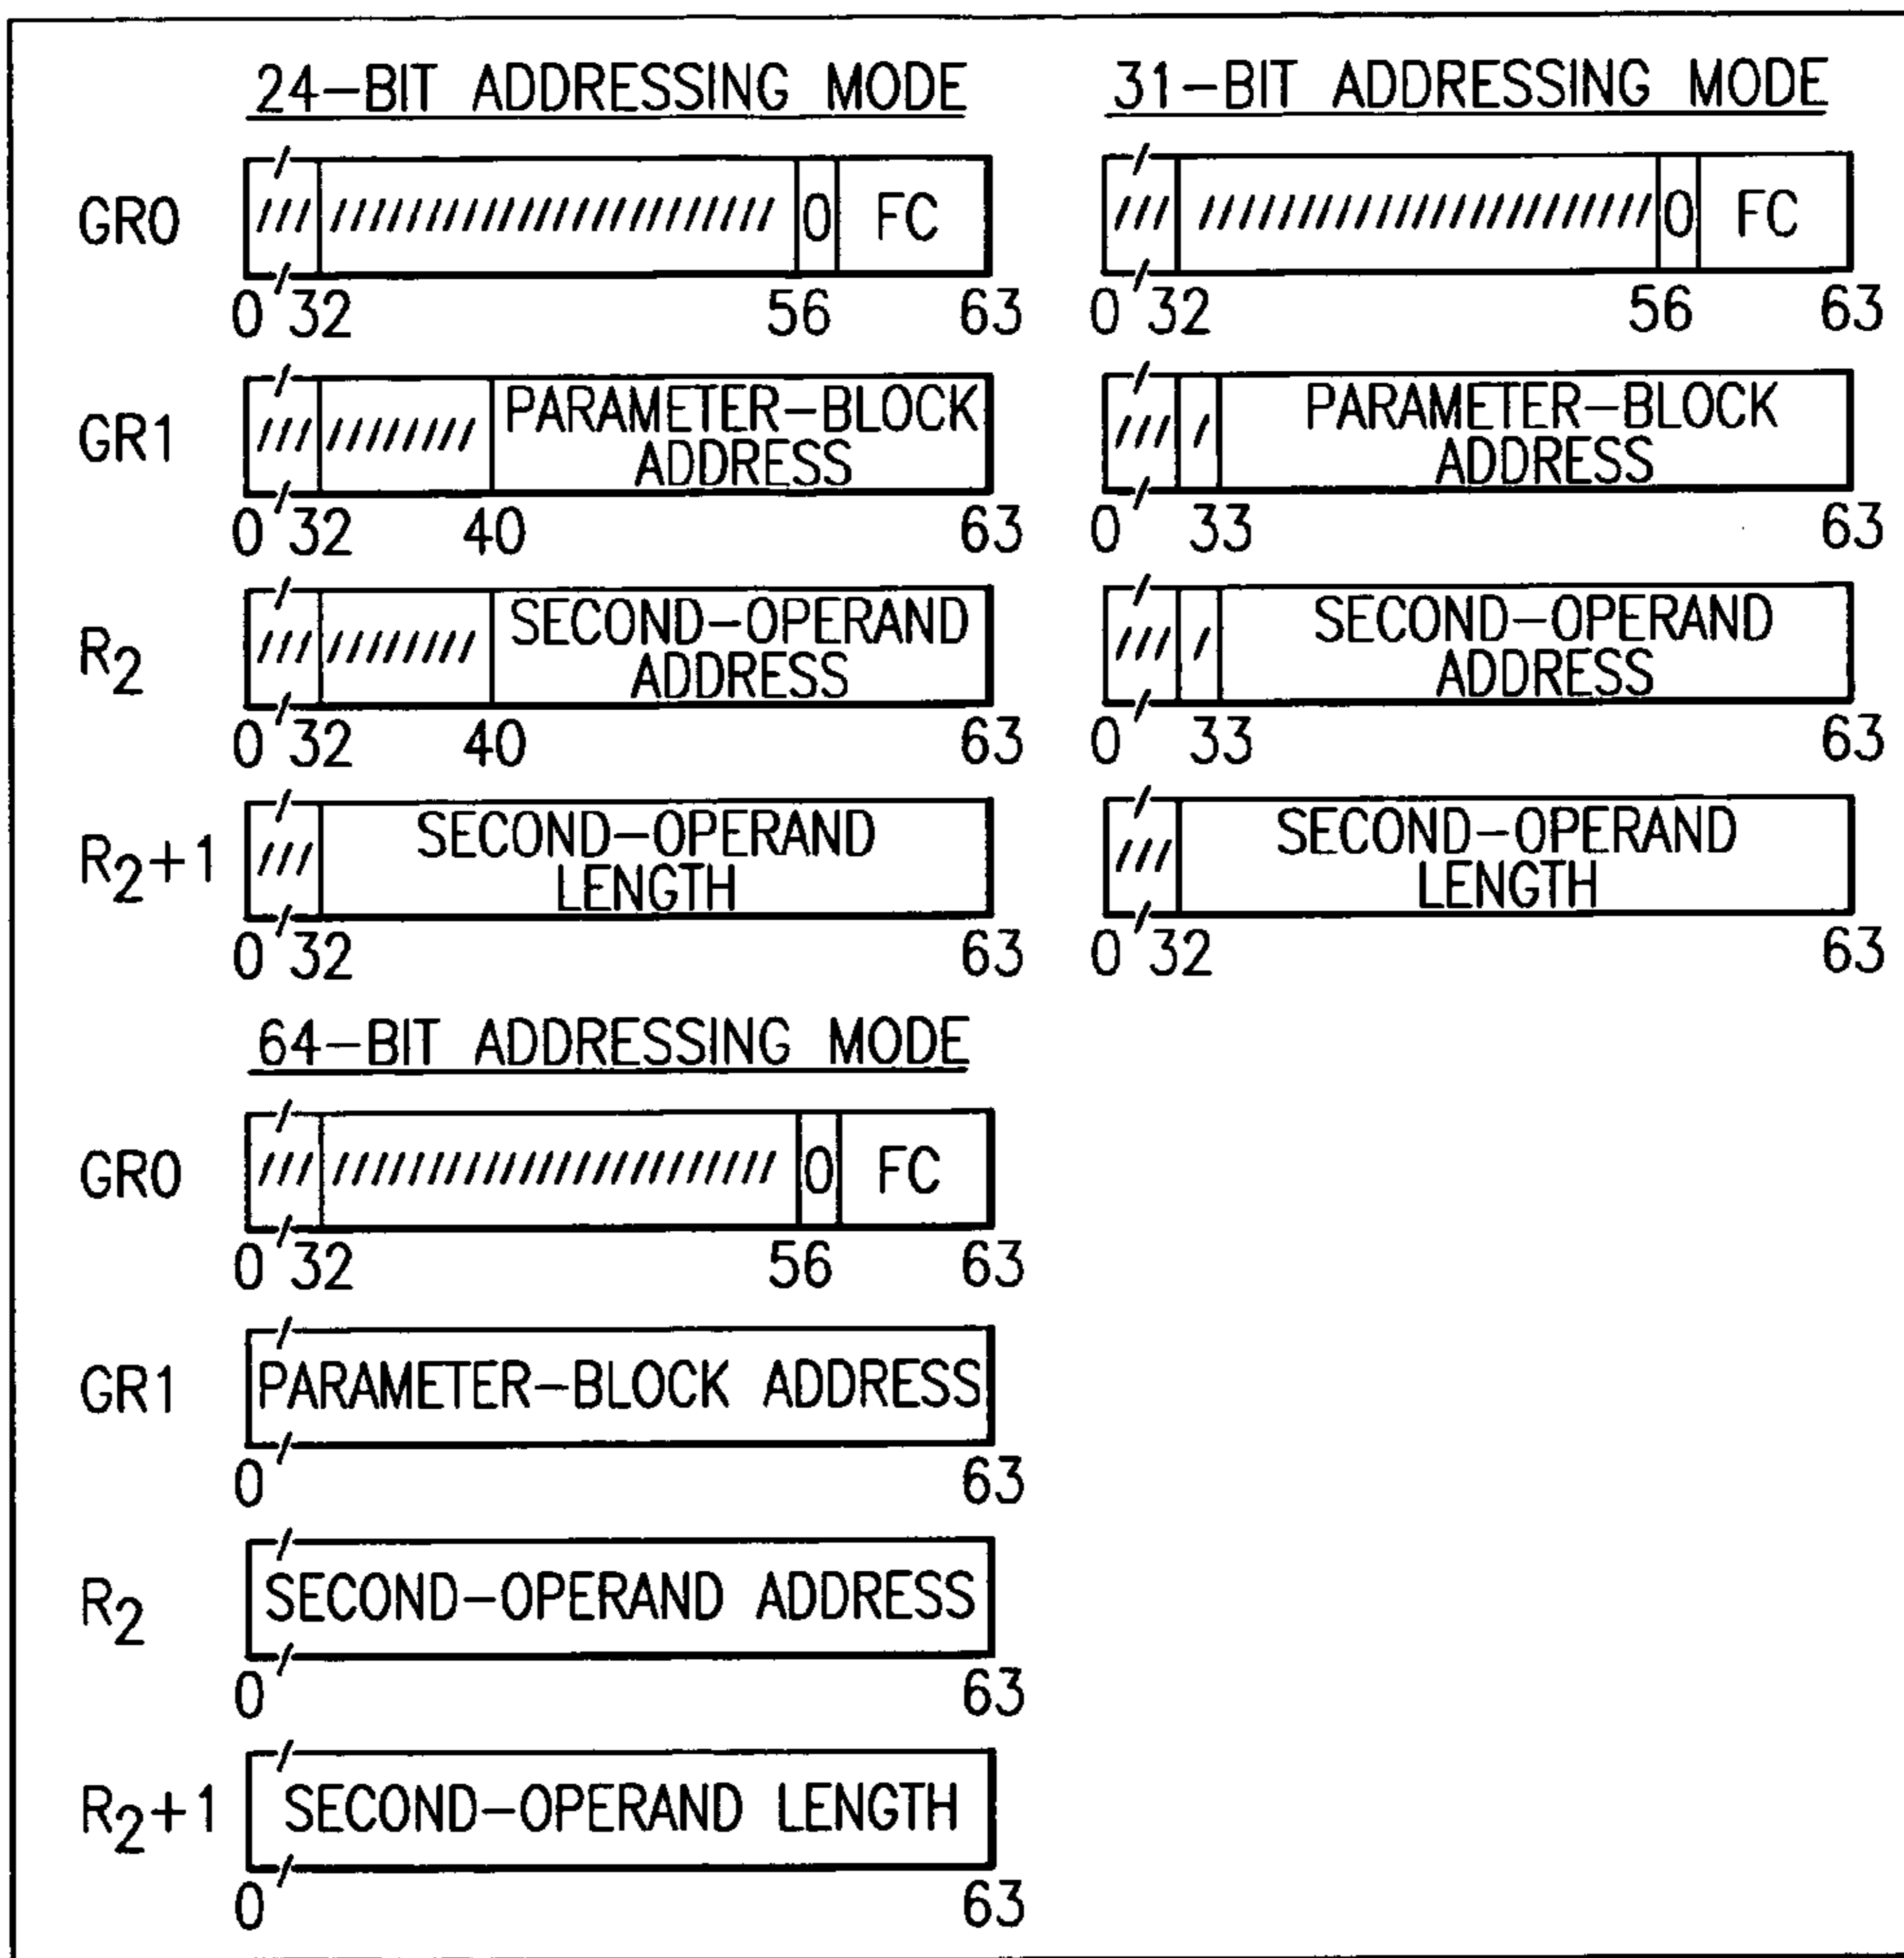 24-BIT ADDRESSING MODE
GR0 /// ///////////////////////// 0 FC
0 32 56 63
GR1 /// //////// PARAMETER-BLOCK
ADDRESS
0 32 40 63
R2 /// //////// SECOND-OPERAND
ADDRESS
0 32 40 63
R2+1 /// SECOND-OPERAND
LENGTH
0 32 63
31-BIT ADDRESSING MODE
/// ///////////////////////// 0 FC
0 32 56 63
/// / PARAMETER-BLOCK
ADDRESS
0 33 63
/// / SECOND-OPERAND
ADDRESS
0 33 63
/// SECOND-OPERAND
LENGTH
0 32 63
64-BIT ADDRESSING MODE
GR0 /// ///////////////////////// 0 FC
0 32 56 63
GR1 PARAMETER-BLOCK ADDRESS
0 63
R2 SECOND-OPERAND ADDRESS
0 63
R2+1 SECOND-OPERAND LENGTH
0 63